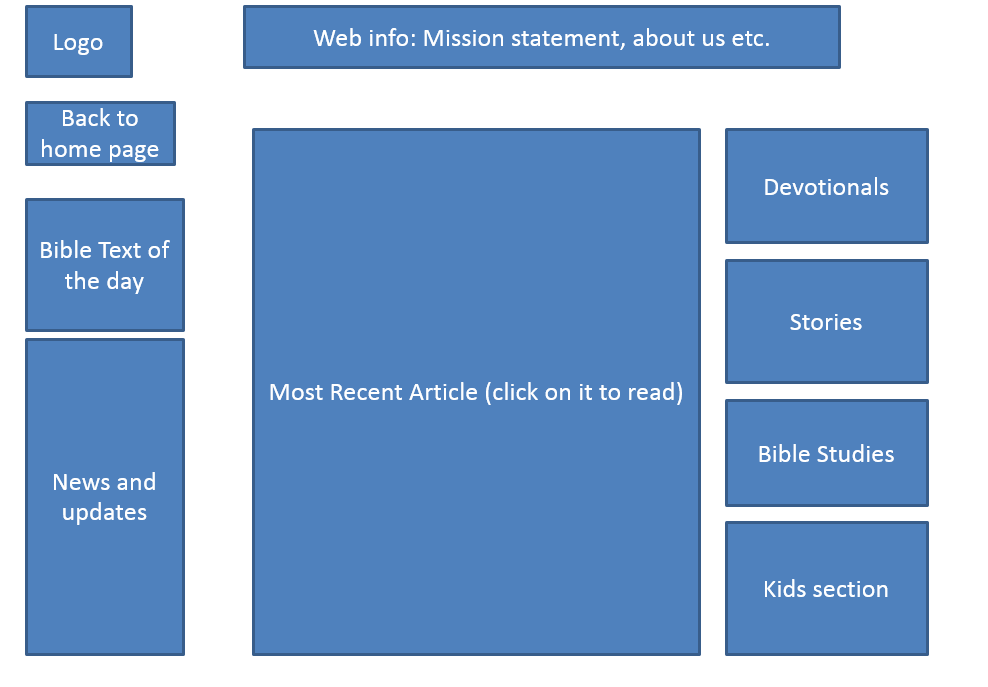 Logo
Web info: Mission statement, about us etc.
Back to
home page
Bible Text of
the day
News and
updates
Most Recent Article (click on it to read)
Devotionals
Stories
Bible Studies
Kids section